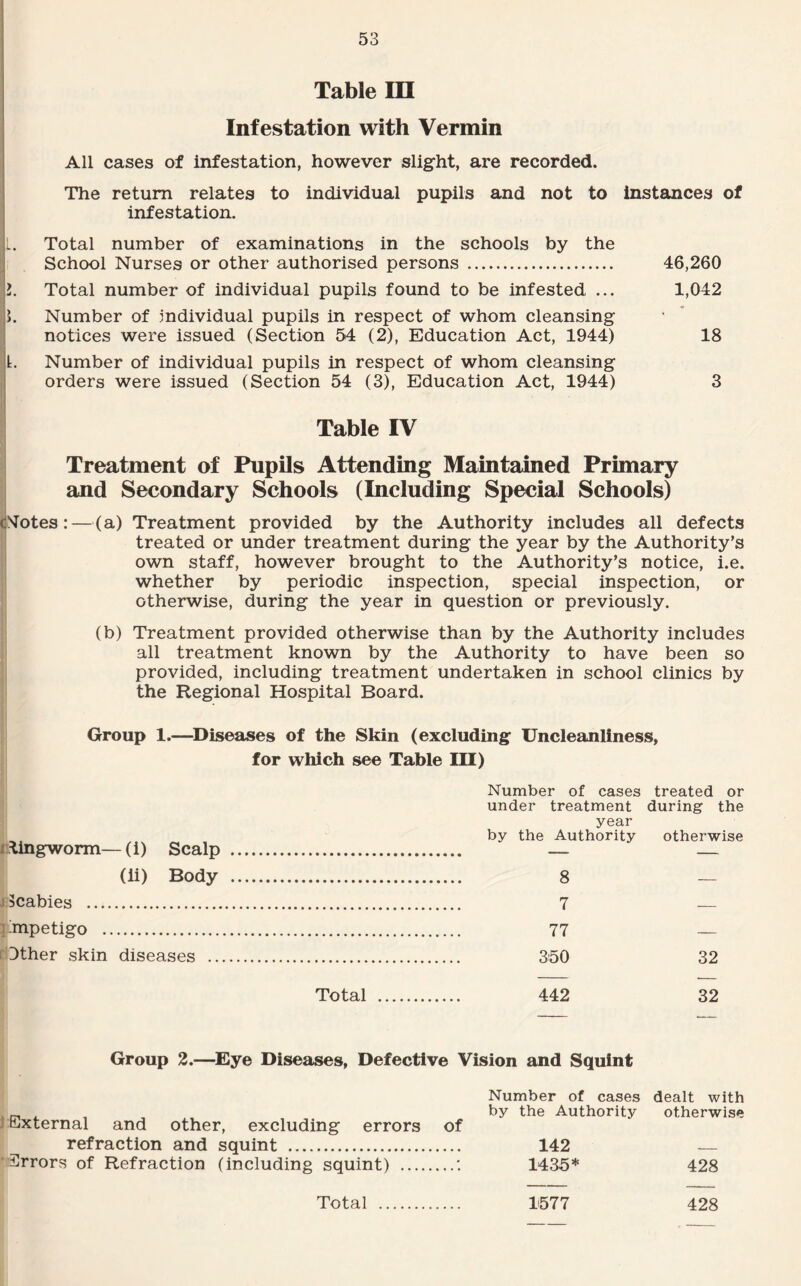 53
Table III
Infestation with Vermin
All cases of infestation, however slight, are recorded.
The return relates to individual pupils and not to instances of
infestation.
Total number of examinations in the schools by the
School Nurses or other authorised persons ..................... 46,260
Total number of individual pupils found to be infested ... 1,042
Number of individual pupils in respect of whom cleansing
notices were issued (Section 54 (2), Education Act, 1944) 18
Number of individual pupils in respect of whom cleansing
orders were issued (Section 54 (3), Education Act, 1944) 3
Table IV
Treatment of Pupils Attending Maintained Primary
and Secondary Schools (Including Special Schools)
Notes:—(a) Treatment provided by the Authority includes all defects
treated or under treatment during the year by the Authority's
own staff, however brought to the Authority's notice, i.e.
whether by periodic inspection, special inspection, or
otherwise, during the year in question or previously.
(b) Treatment provided otherwise than by the Authority includes
all treatment known by the Authority to have been so
provided, including treatment undertaken in school clinics by
the Regional Hospital Board.
Group 1.—Diseases of the Skin (excluding Uncleanliness,
for which see Table III)
Number of cases treated or
under treatment during the
year
by the Authority otherwise
Ringworm—(i) Scalp .................................. — —
(ii) Body .................................. 8 —
Scabies ...................................................... 7 —
mpetigo .................................................... 77 —
Other skin diseases ..................................... 350 32
Total ............ 442 32
Group 2.—Eye Diseases, Defective Vision and Squint
Number of cases dealt with
by the Authority otherwise
External and other, excluding errors of
refraction and squint ......................... 142 —
Errors of Refraction (including squint) ........: 1435* 428
Total ............ 1577 428